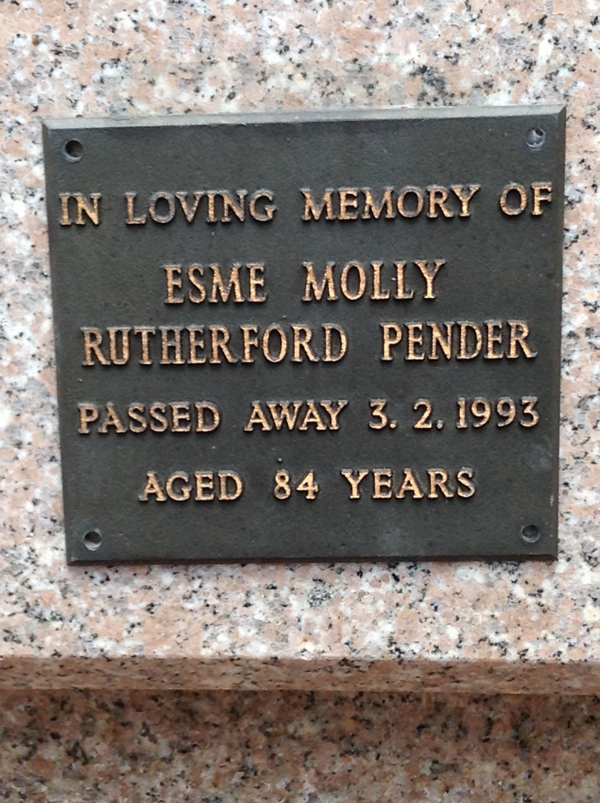 IN LOVING MEMORY OF
ESME MOLLY
RUTHERFORD PENDER
PASSED AWAY 3. 2. 1993
AGED 84 YEARS